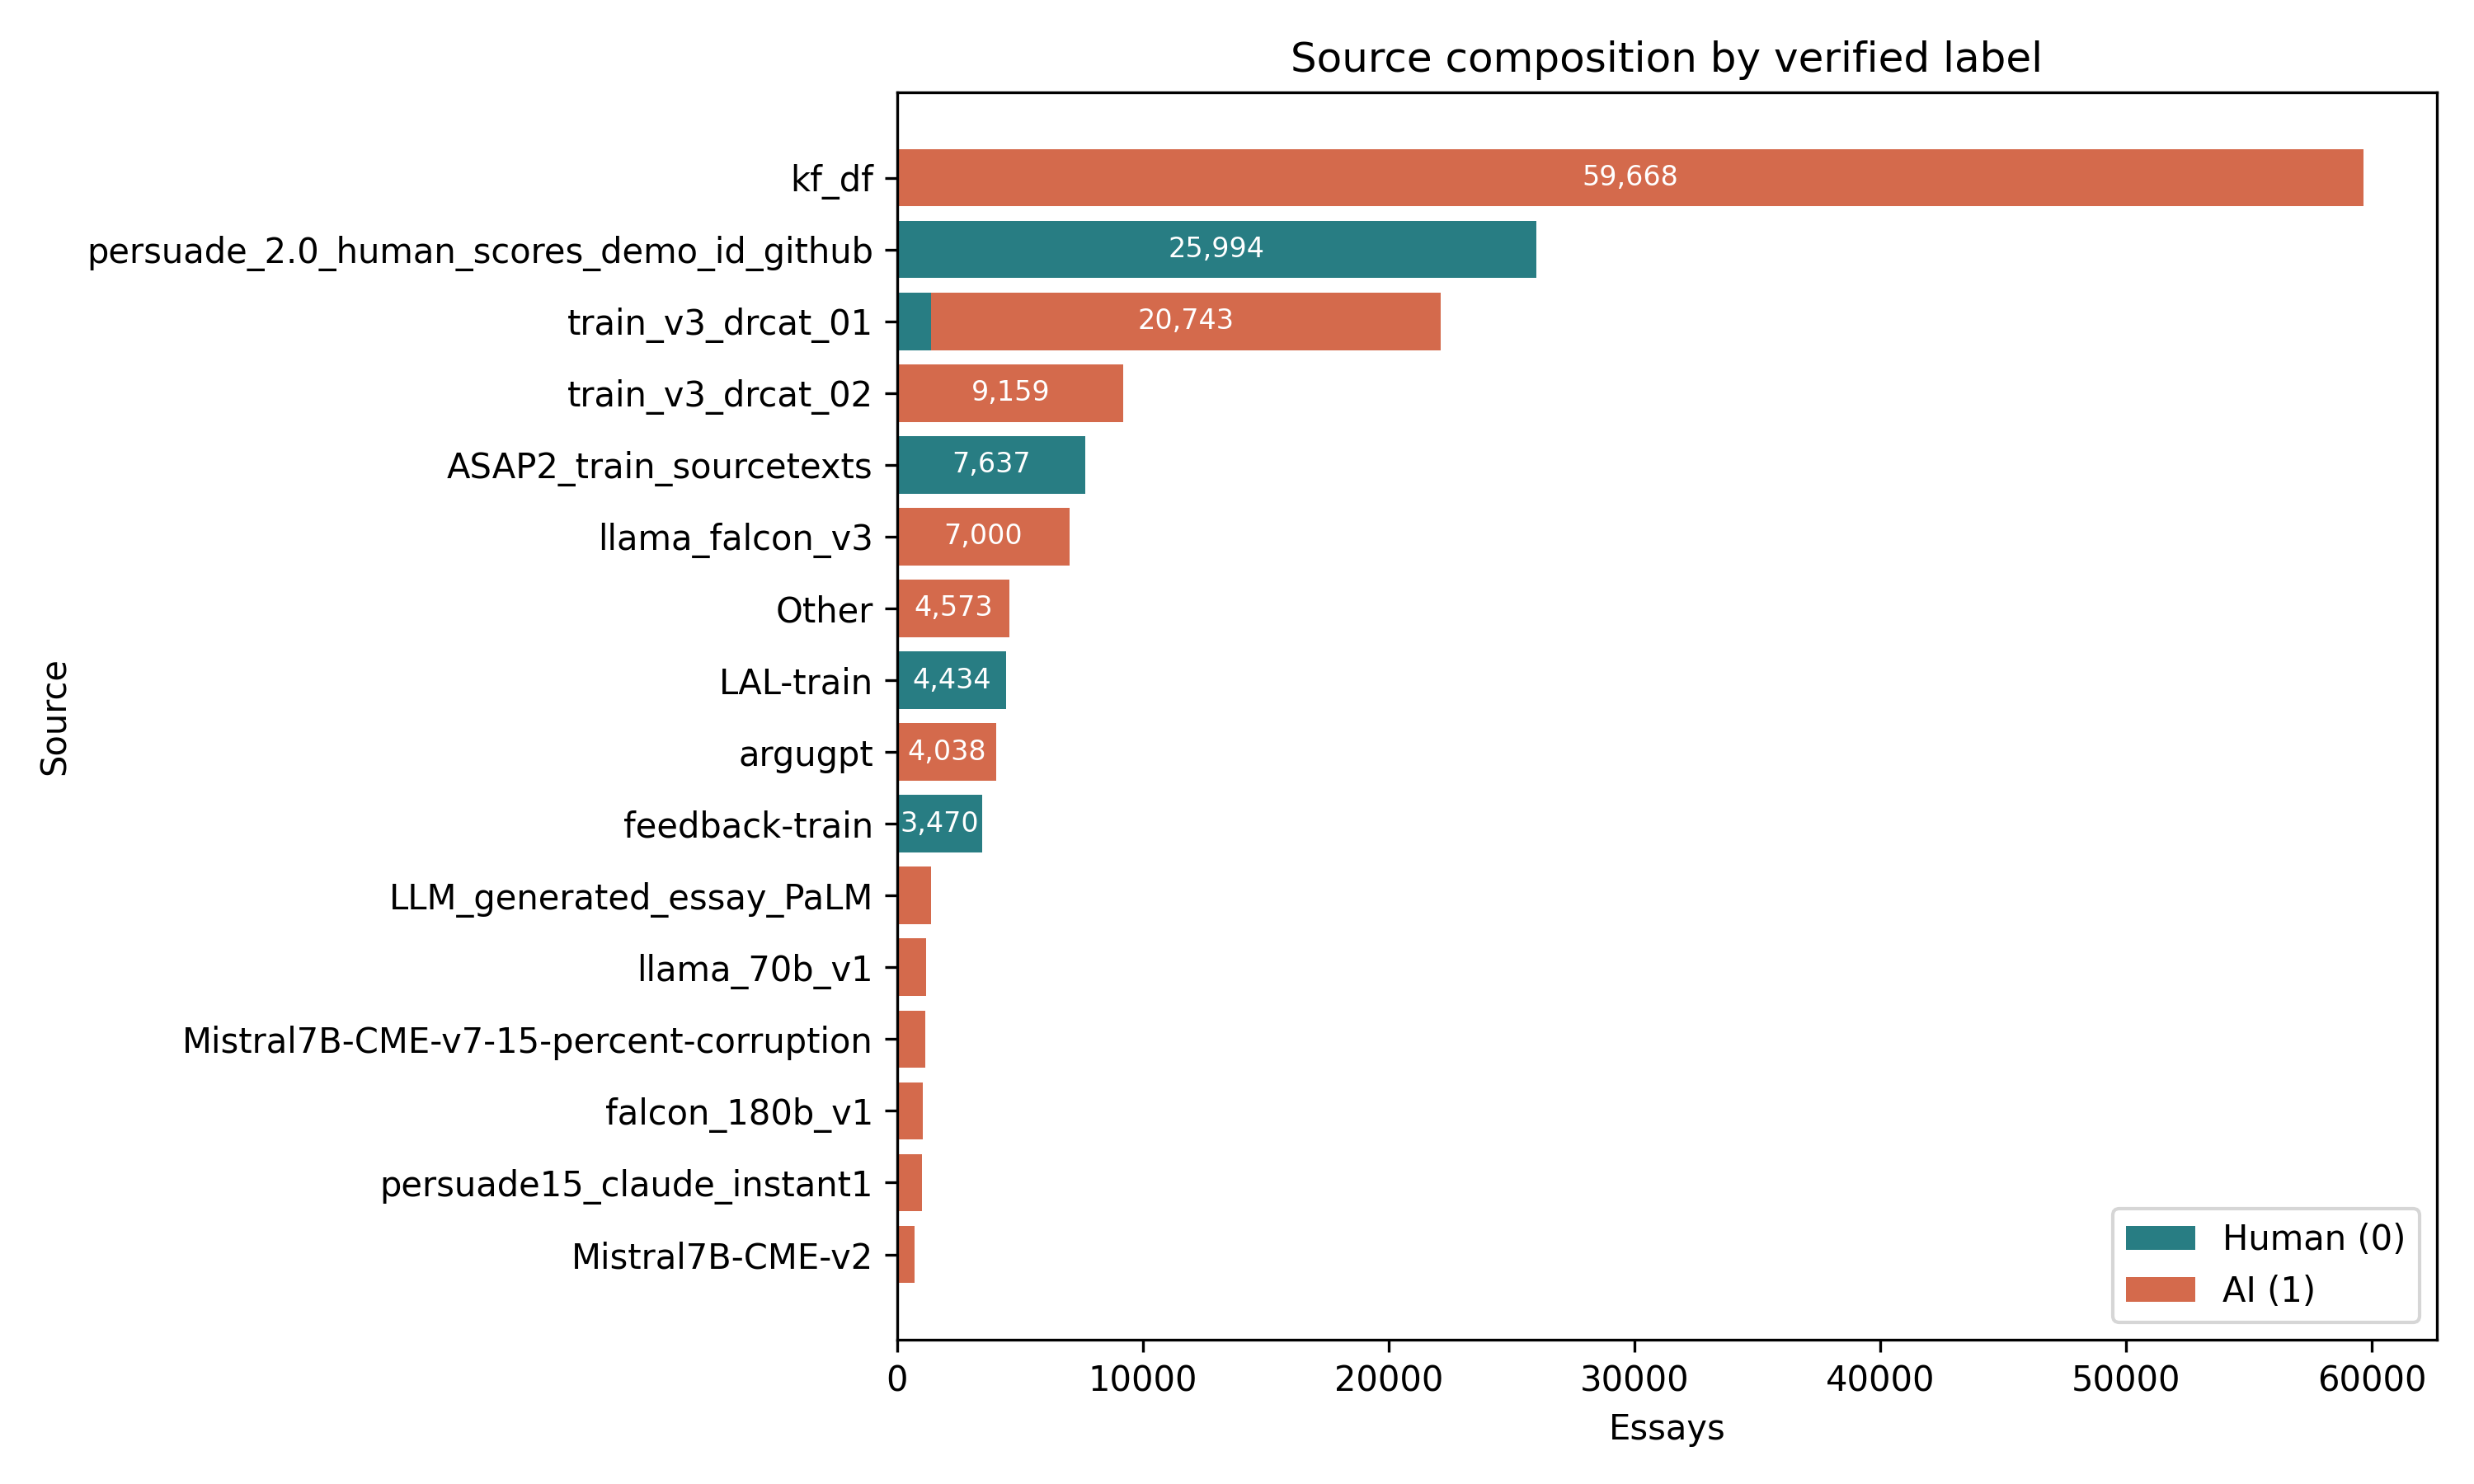 Source composition by verified label
kf_df
59,668
persuade_2.0_human_scores_demo_id_github
25,994
train_v3_drcat_01
20,743
train_v3_drcat_02
9,159
ASAP2_train_sourcetexts
7,637
llama_falcon_v3
7,000
Other
4,573
LAL-train
4,434
argugpt
4,038
feedback-train
3,470
LLM_generated_essay_PaLM
llama_70b_v1
Mistral7B-CME-v7-15-percent-corruption
falcon_180b_v1
persuade15_claude_instant1
Mistral7B-CME-v2
Source
Human (0)
AI (1)
0 10000 20000 30000 40000 50000 60000
Essays